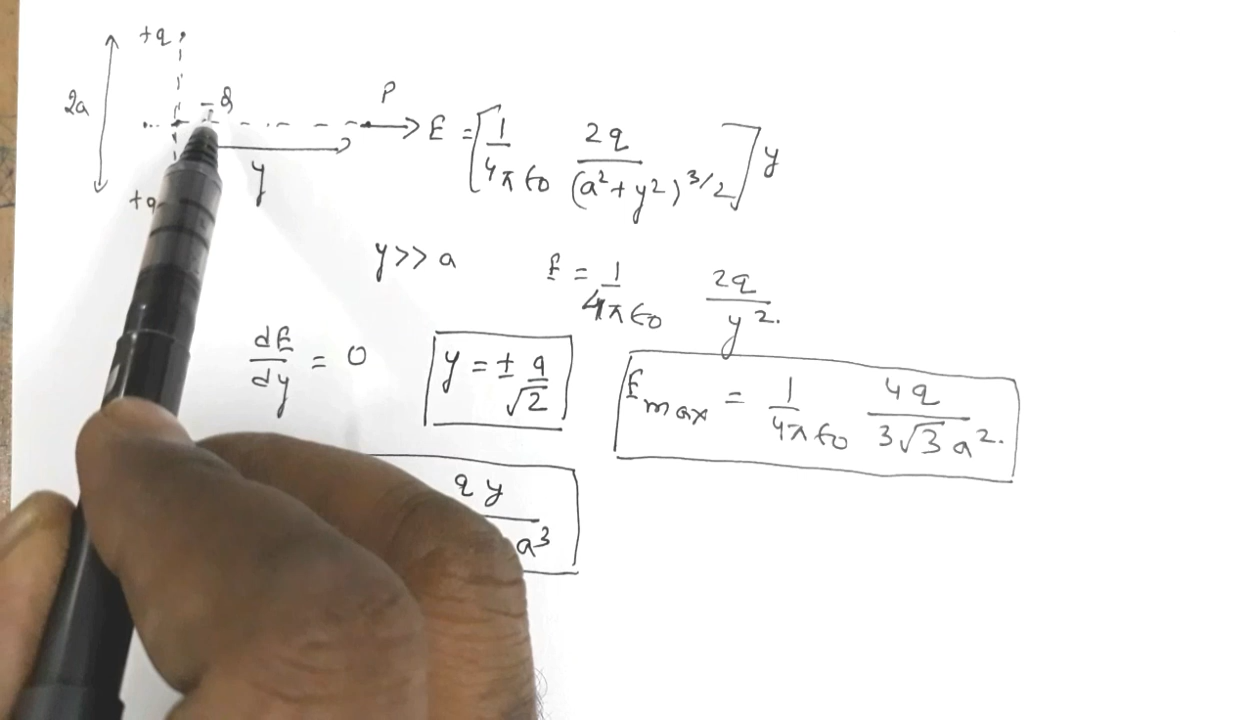 +q
2a
-Q
P
E = [ 1/4πϵ0 2q/(a²+y²)^3/2 ] y
y
+q
y >> a E = 1/4πϵ0 2q/y².
dE/dy = 0 y = ± a/√2 Emax = 1/4πϵ0 4q/3√3 a².
qy
a³